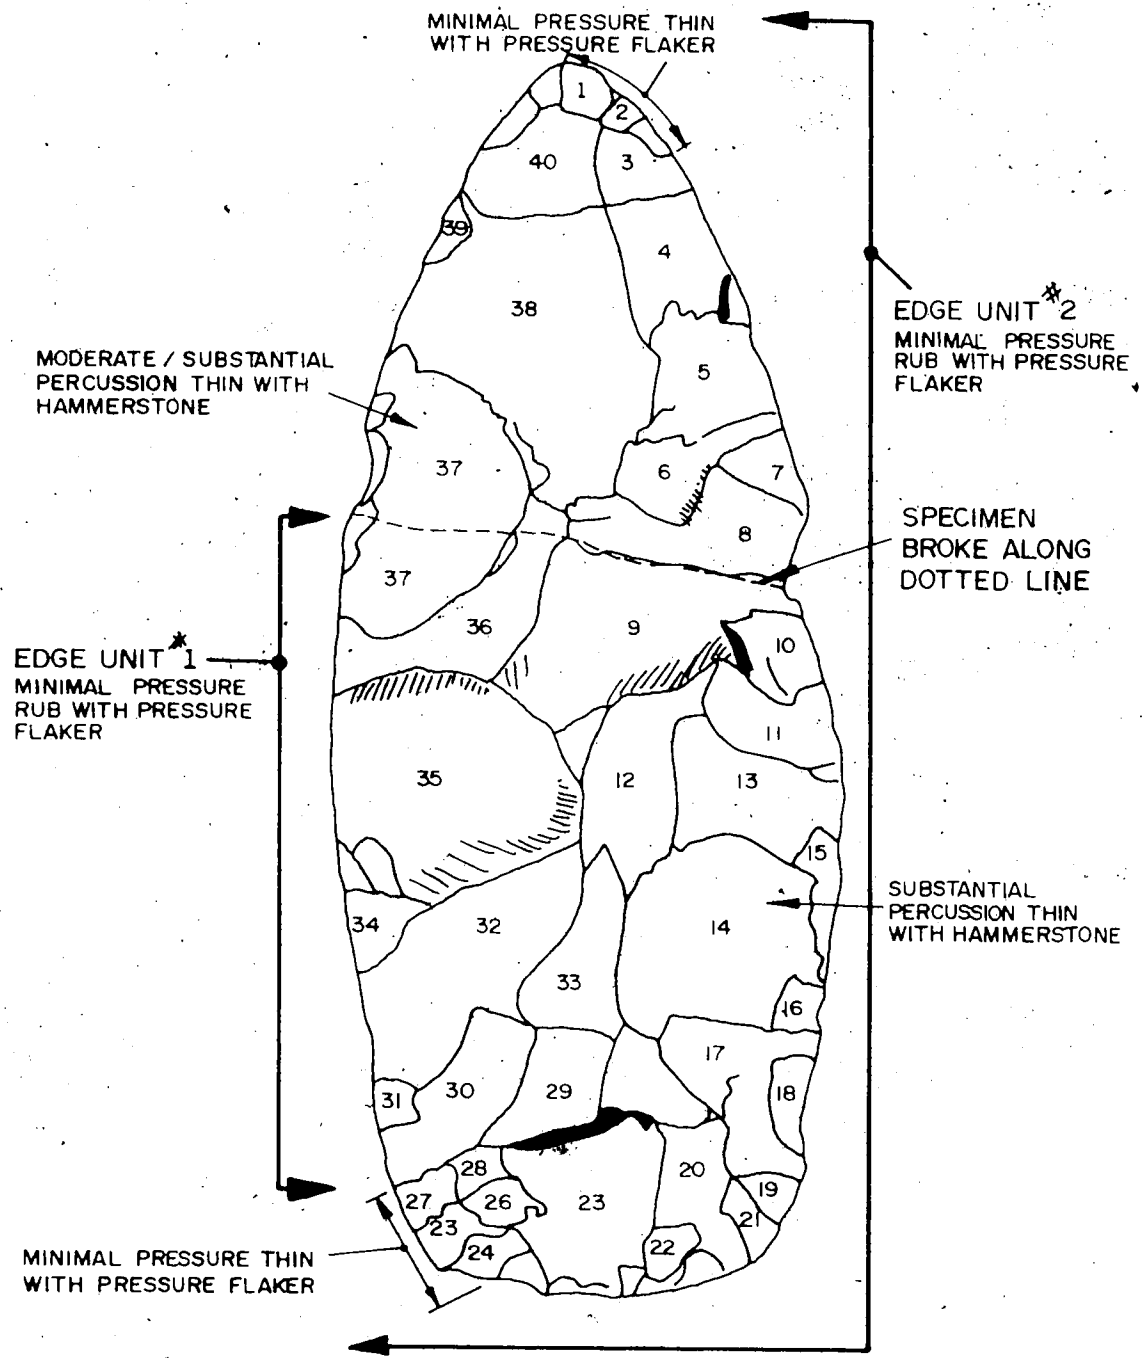 MINIMAL PRESSURE THIN
WITH PRESSURE FLAKER
1
2
40
3
39
4
38
EDGE UNIT #2
MINIMAL PRESSURE
RUB WITH PRESSURE
FLAKER
MODERATE / SUBSTANTIAL
PERCUSSION THIN WITH
HAMMERSTONE
5
37
6
7
8
SPECIMEN
BROKE ALONG
DOTTED LINE
37
36
9
10
EDGE UNIT #1
MINIMAL PRESSURE
RUB WITH PRESSURE
FLAKER
11
35
12
13
15
34
32
14
SUBSTANTIAL
PERCUSSION THIN
WITH HAMMERSTONE
33
16
17
31
30
29
18
28
20
27
26
23
19
23
21
24
22
MINIMAL PRESSURE THIN
WITH PRESSURE FLAKER